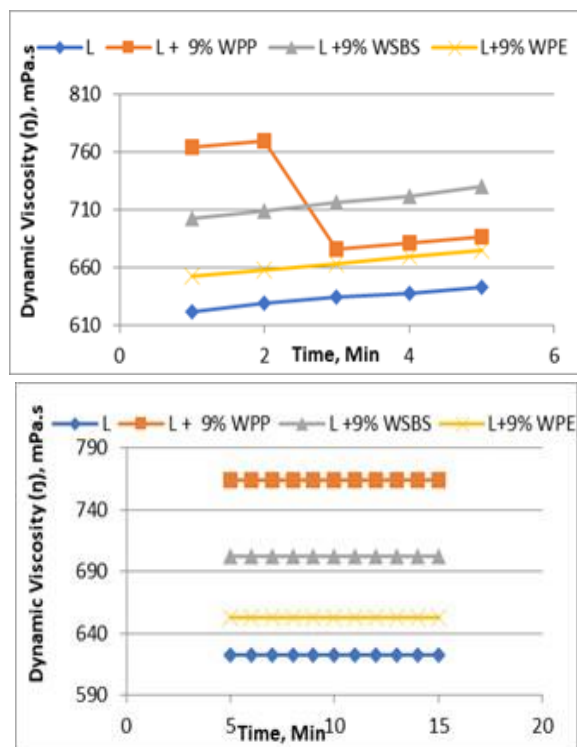 L L + 9% WPP L +9% WSBS L+9% WPE
Dynamic Viscosity (η), mPa.s
810
760
710
660
610
0 2 4 6
Time, Min
L L + 9% WPP L +9% WSBS L+9% WPE
Dynamic Viscosity (η), mPa.s
790
740
690
640
590
0 5 10 15 20
Time, Min